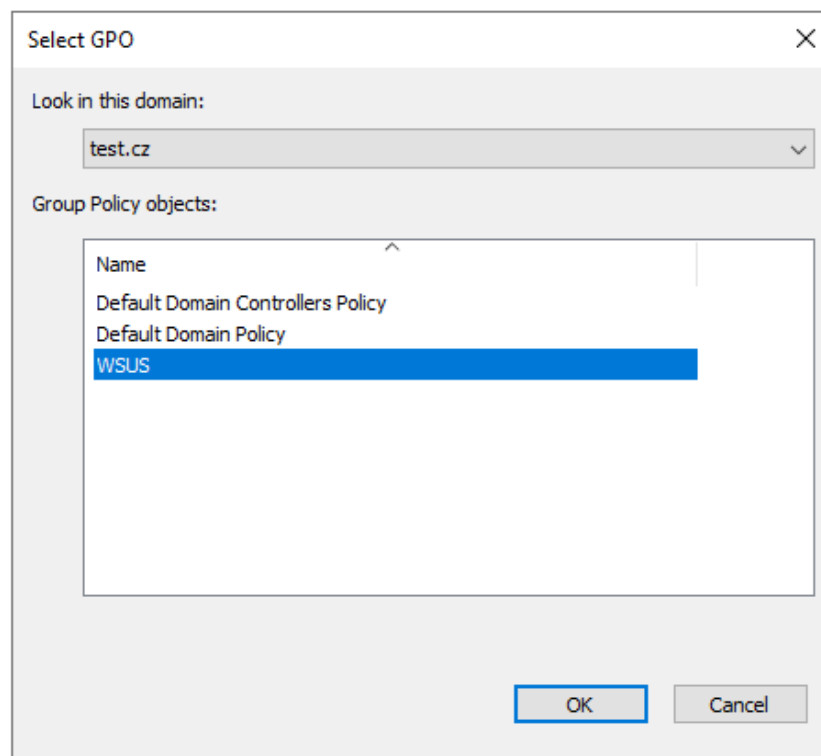 Select GPO
Look in this domain:
test.cz
Group Policy objects:
Name
Default Domain Controllers Policy
Default Domain Policy
WSUS
OK Cancel